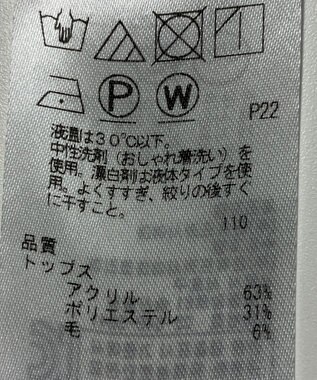 P W
P22
液温は30℃以下。
中性洗剤（おしゃれ着洗い）を
使用。漂白剤は液体タイプを使
用。よくすすぎ、絞りの後すぐ
に干すこと。
110
品質
トップス
アクリル 63%
ポリエステル 31%
毛 6%